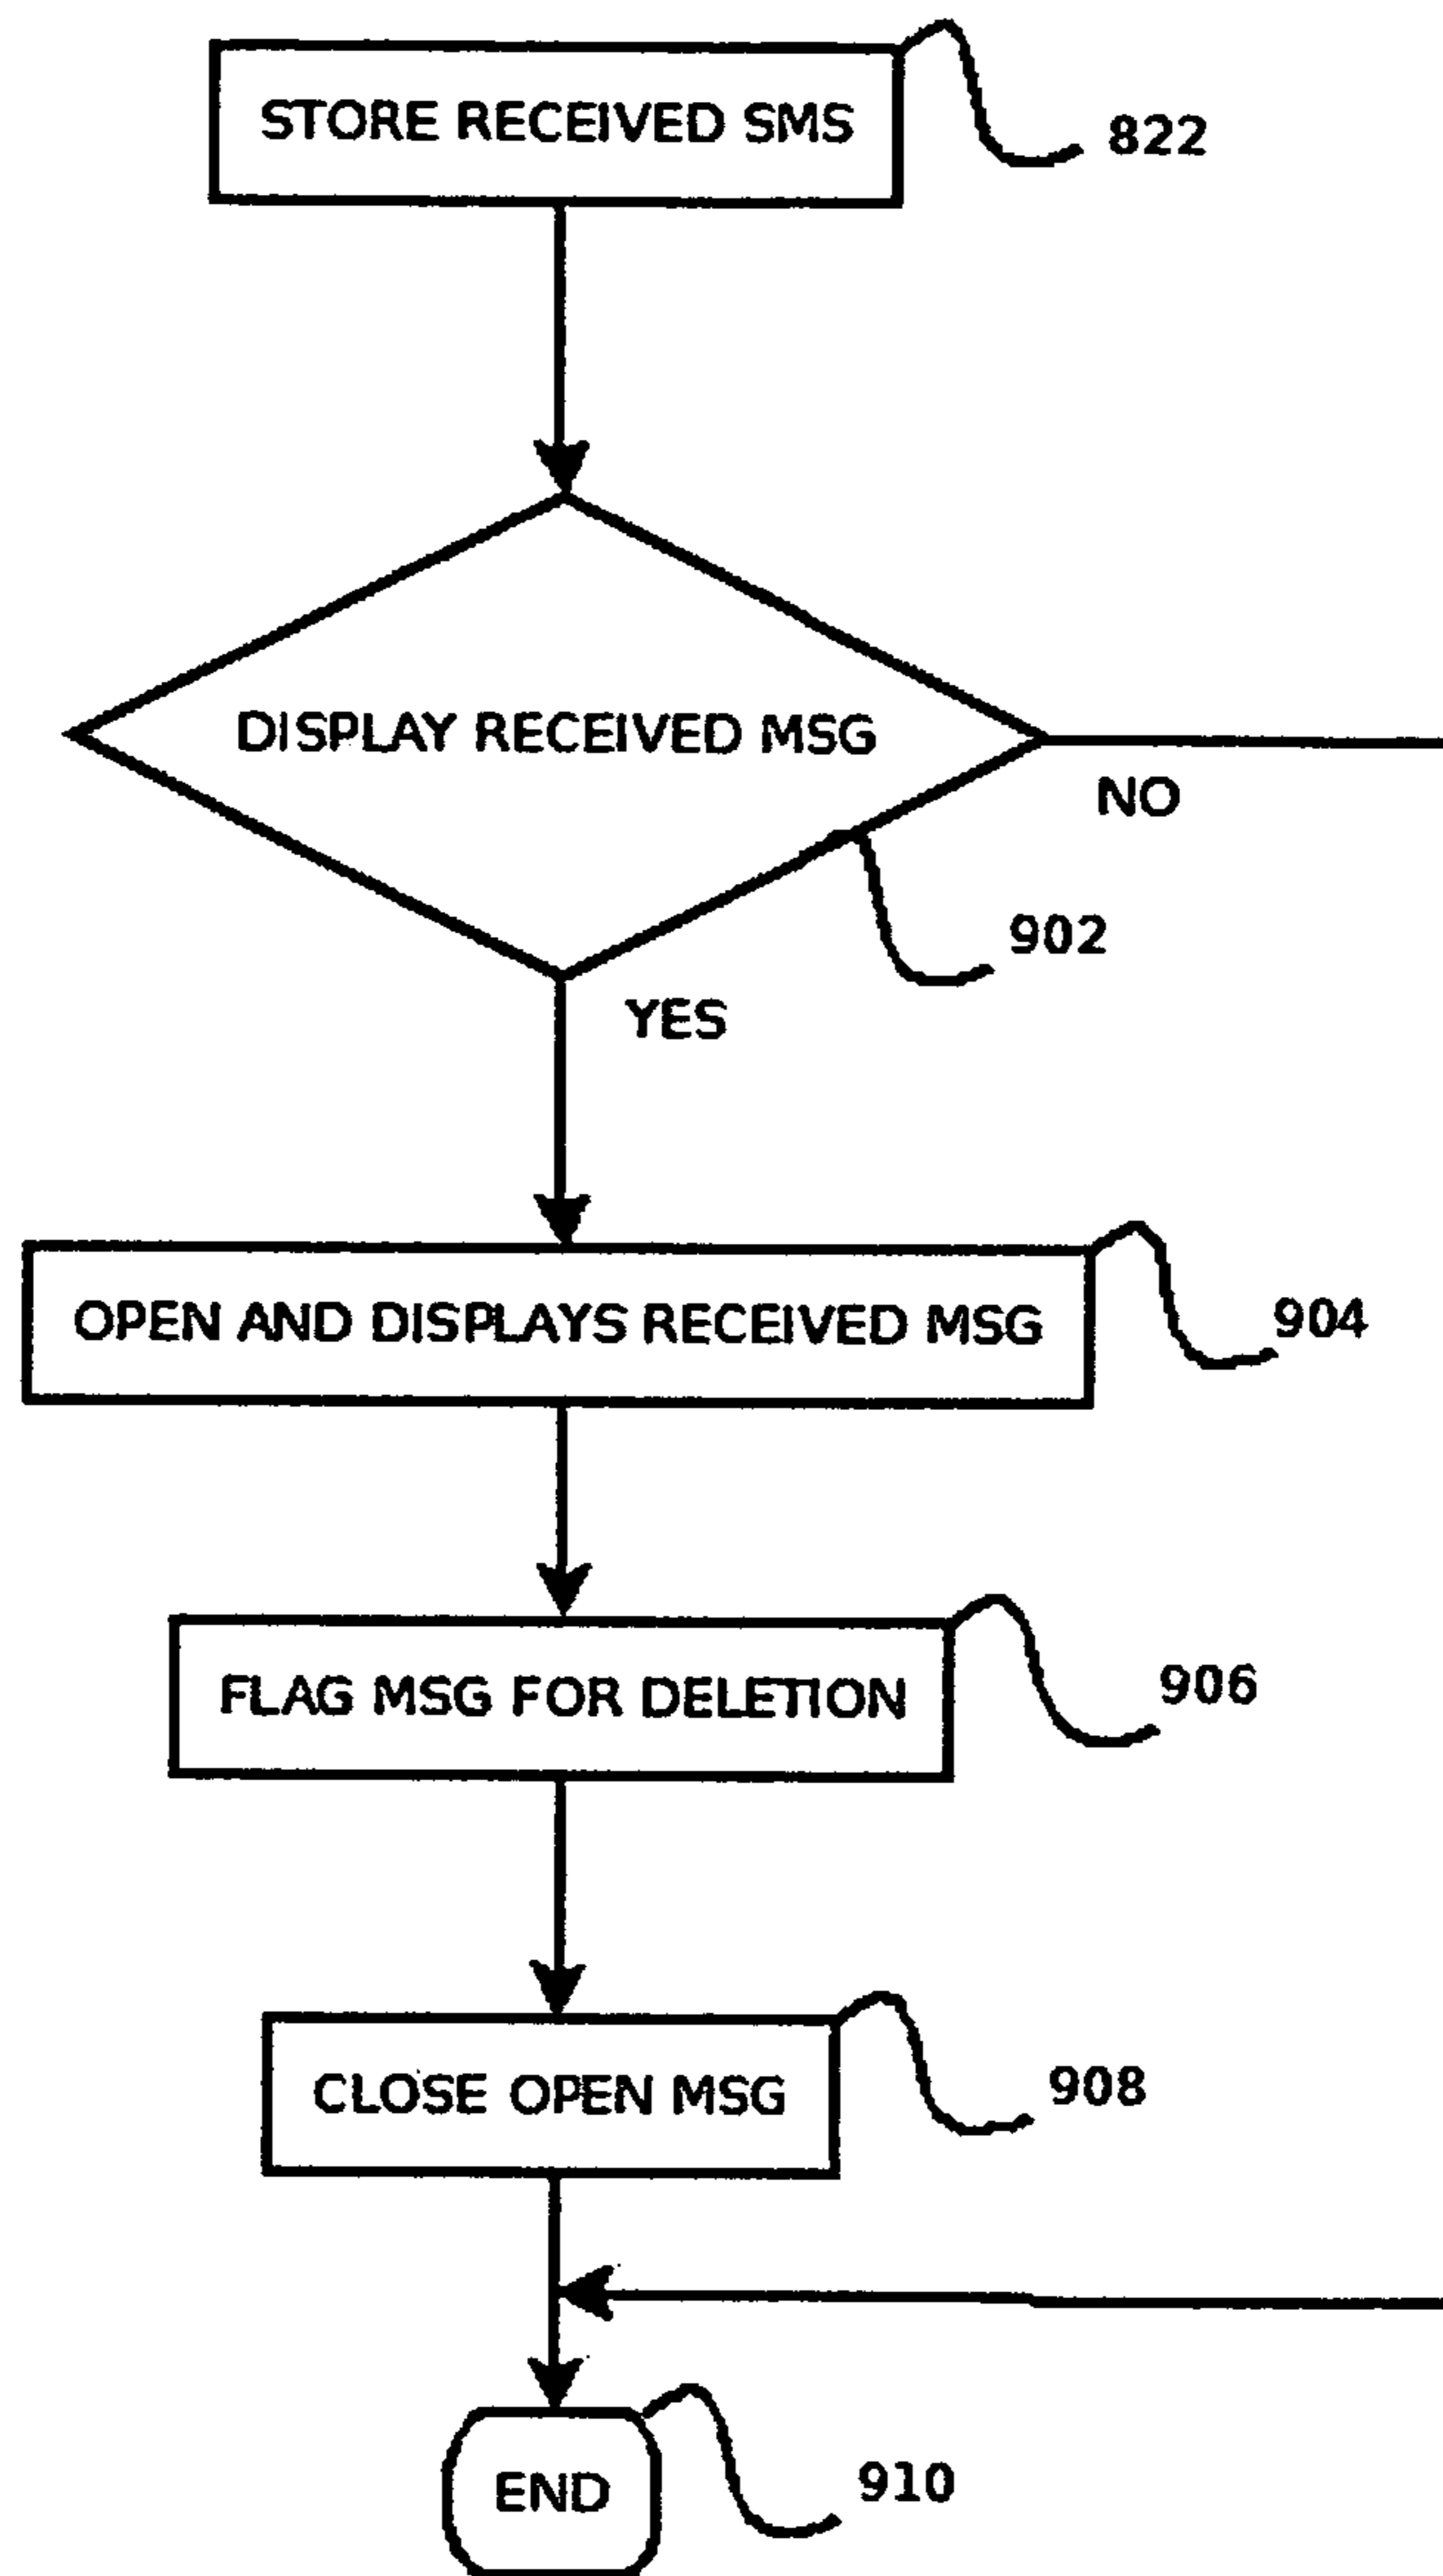 STORE RECEIVED SMS
822
DISPLAY RECEIVED MSG
NO
902
YES
OPEN AND DISPLAYS RECEIVED MSG
904
FLAG MSG FOR DELETION
906
CLOSE OPEN MSG
908
END
910